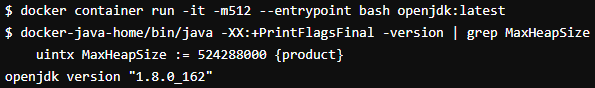 $ docker container run -it -m512 --entrypoint bash openjdk:latest
$ docker-java-home/bin/java -XX:+PrintFlagsFinal -version | grep MaxHeapSize
uintx MaxHeapSize := 524288000 {product}
openjdk version "1.8.0_162"